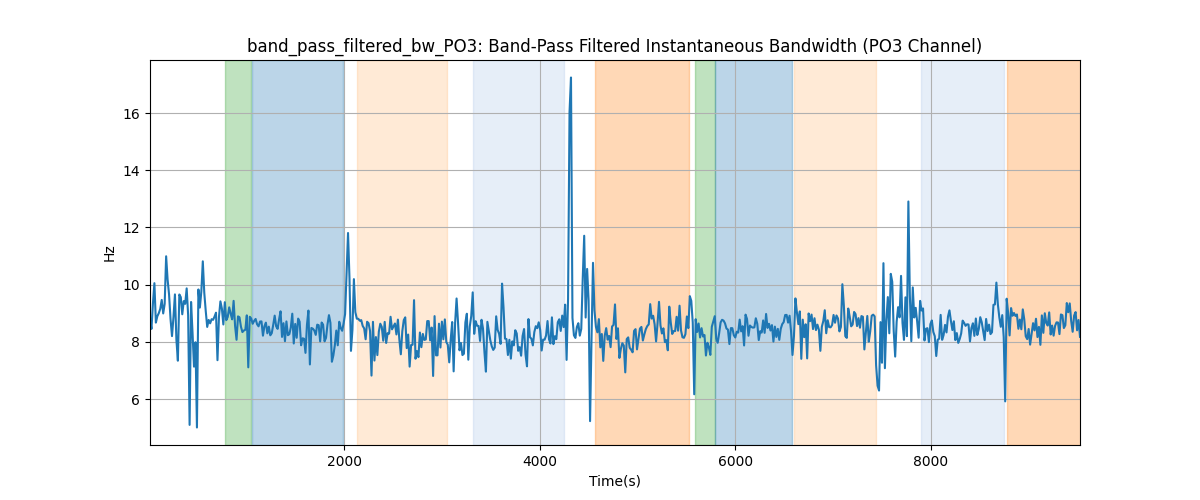 band_pass_filtered_bw_PO3: Band-Pass Filtered Instantaneous Bandwidth (PO3 Channel)
16
14
12
10
8
6
Hz
2000 4000 6000 8000
Time(s)